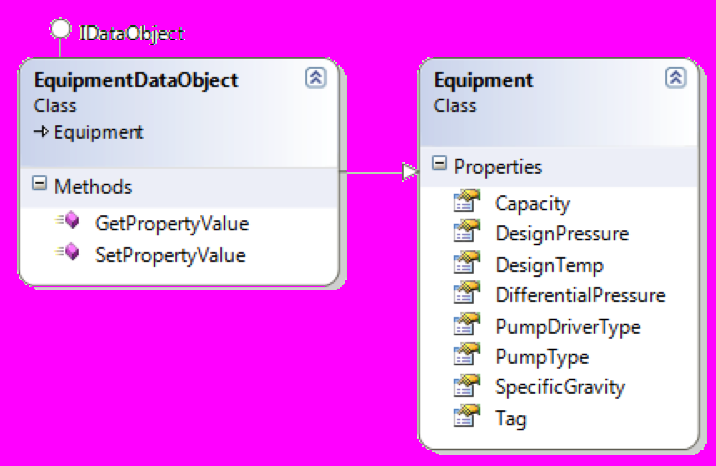 IDataObject
EquipmentDataObject
Class
Equipment
Methods
GetPropertyValue
SetPropertyValue
Equipment
Class
Properties
Capacity
DesignPressure
DesignTemp
DifferentialPressure
PumpDriverType
PumpType
SpecificGravity
Tag